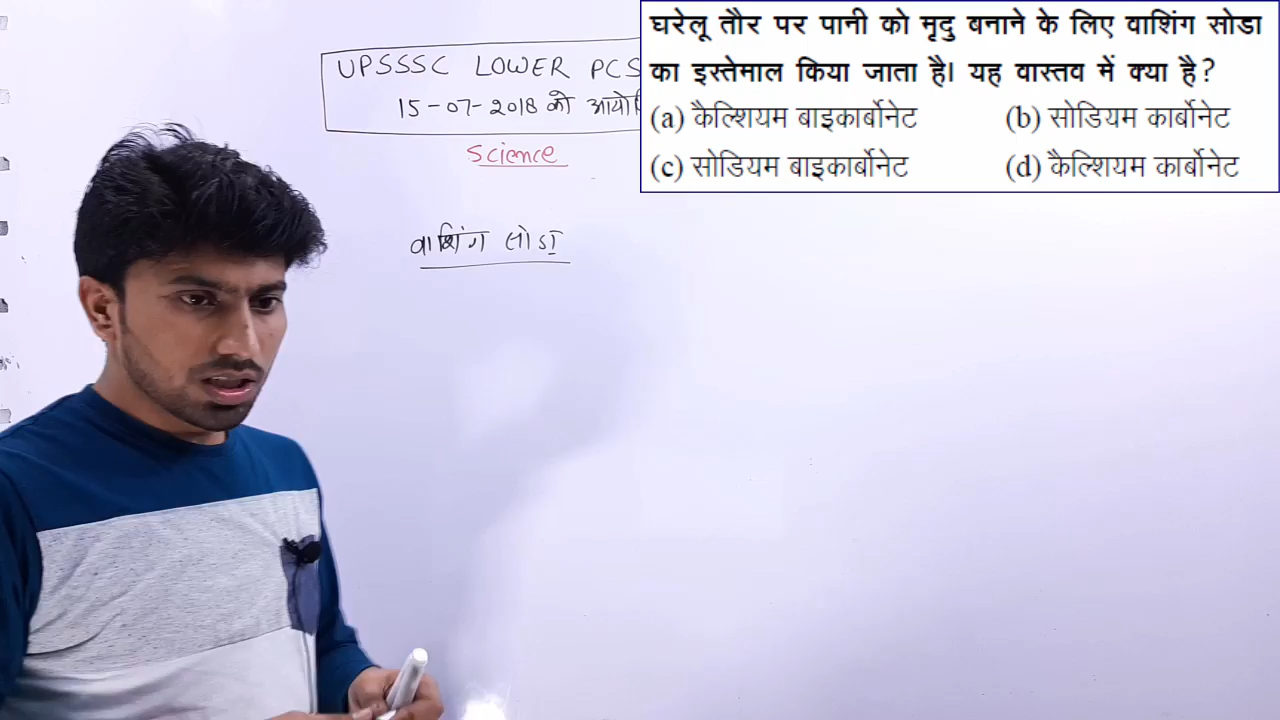 UPSSSC LOWER PCS
15-07-2018 को आयो
Science
वाशिंग सोडा
घरेलू तौर पर पानी को मृदु बनाने के लिए वाशिंग सोडा
का इस्तेमाल किया जाता है। यह वास्तव में क्या है?
(a) कैल्शियम बाइकार्बोनेट (b) सोडियम कार्बोनेट
(c) सोडियम बाइकार्बोनेट (d) कैल्शियम कार्बोनेट